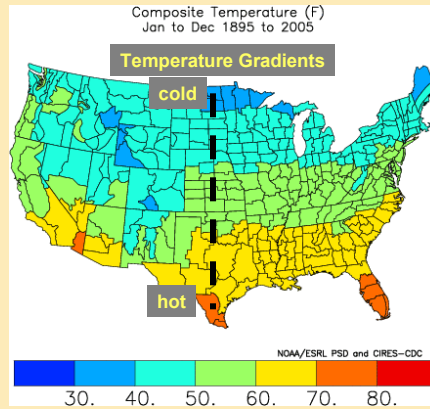 Composite Temperature (F)
Jan to Dec 1895 to 2005
Temperature Gradients
cold
hot
NOAA/ESRL PSD and CIRES-CDC
30. 40. 50. 60. 70. 80.